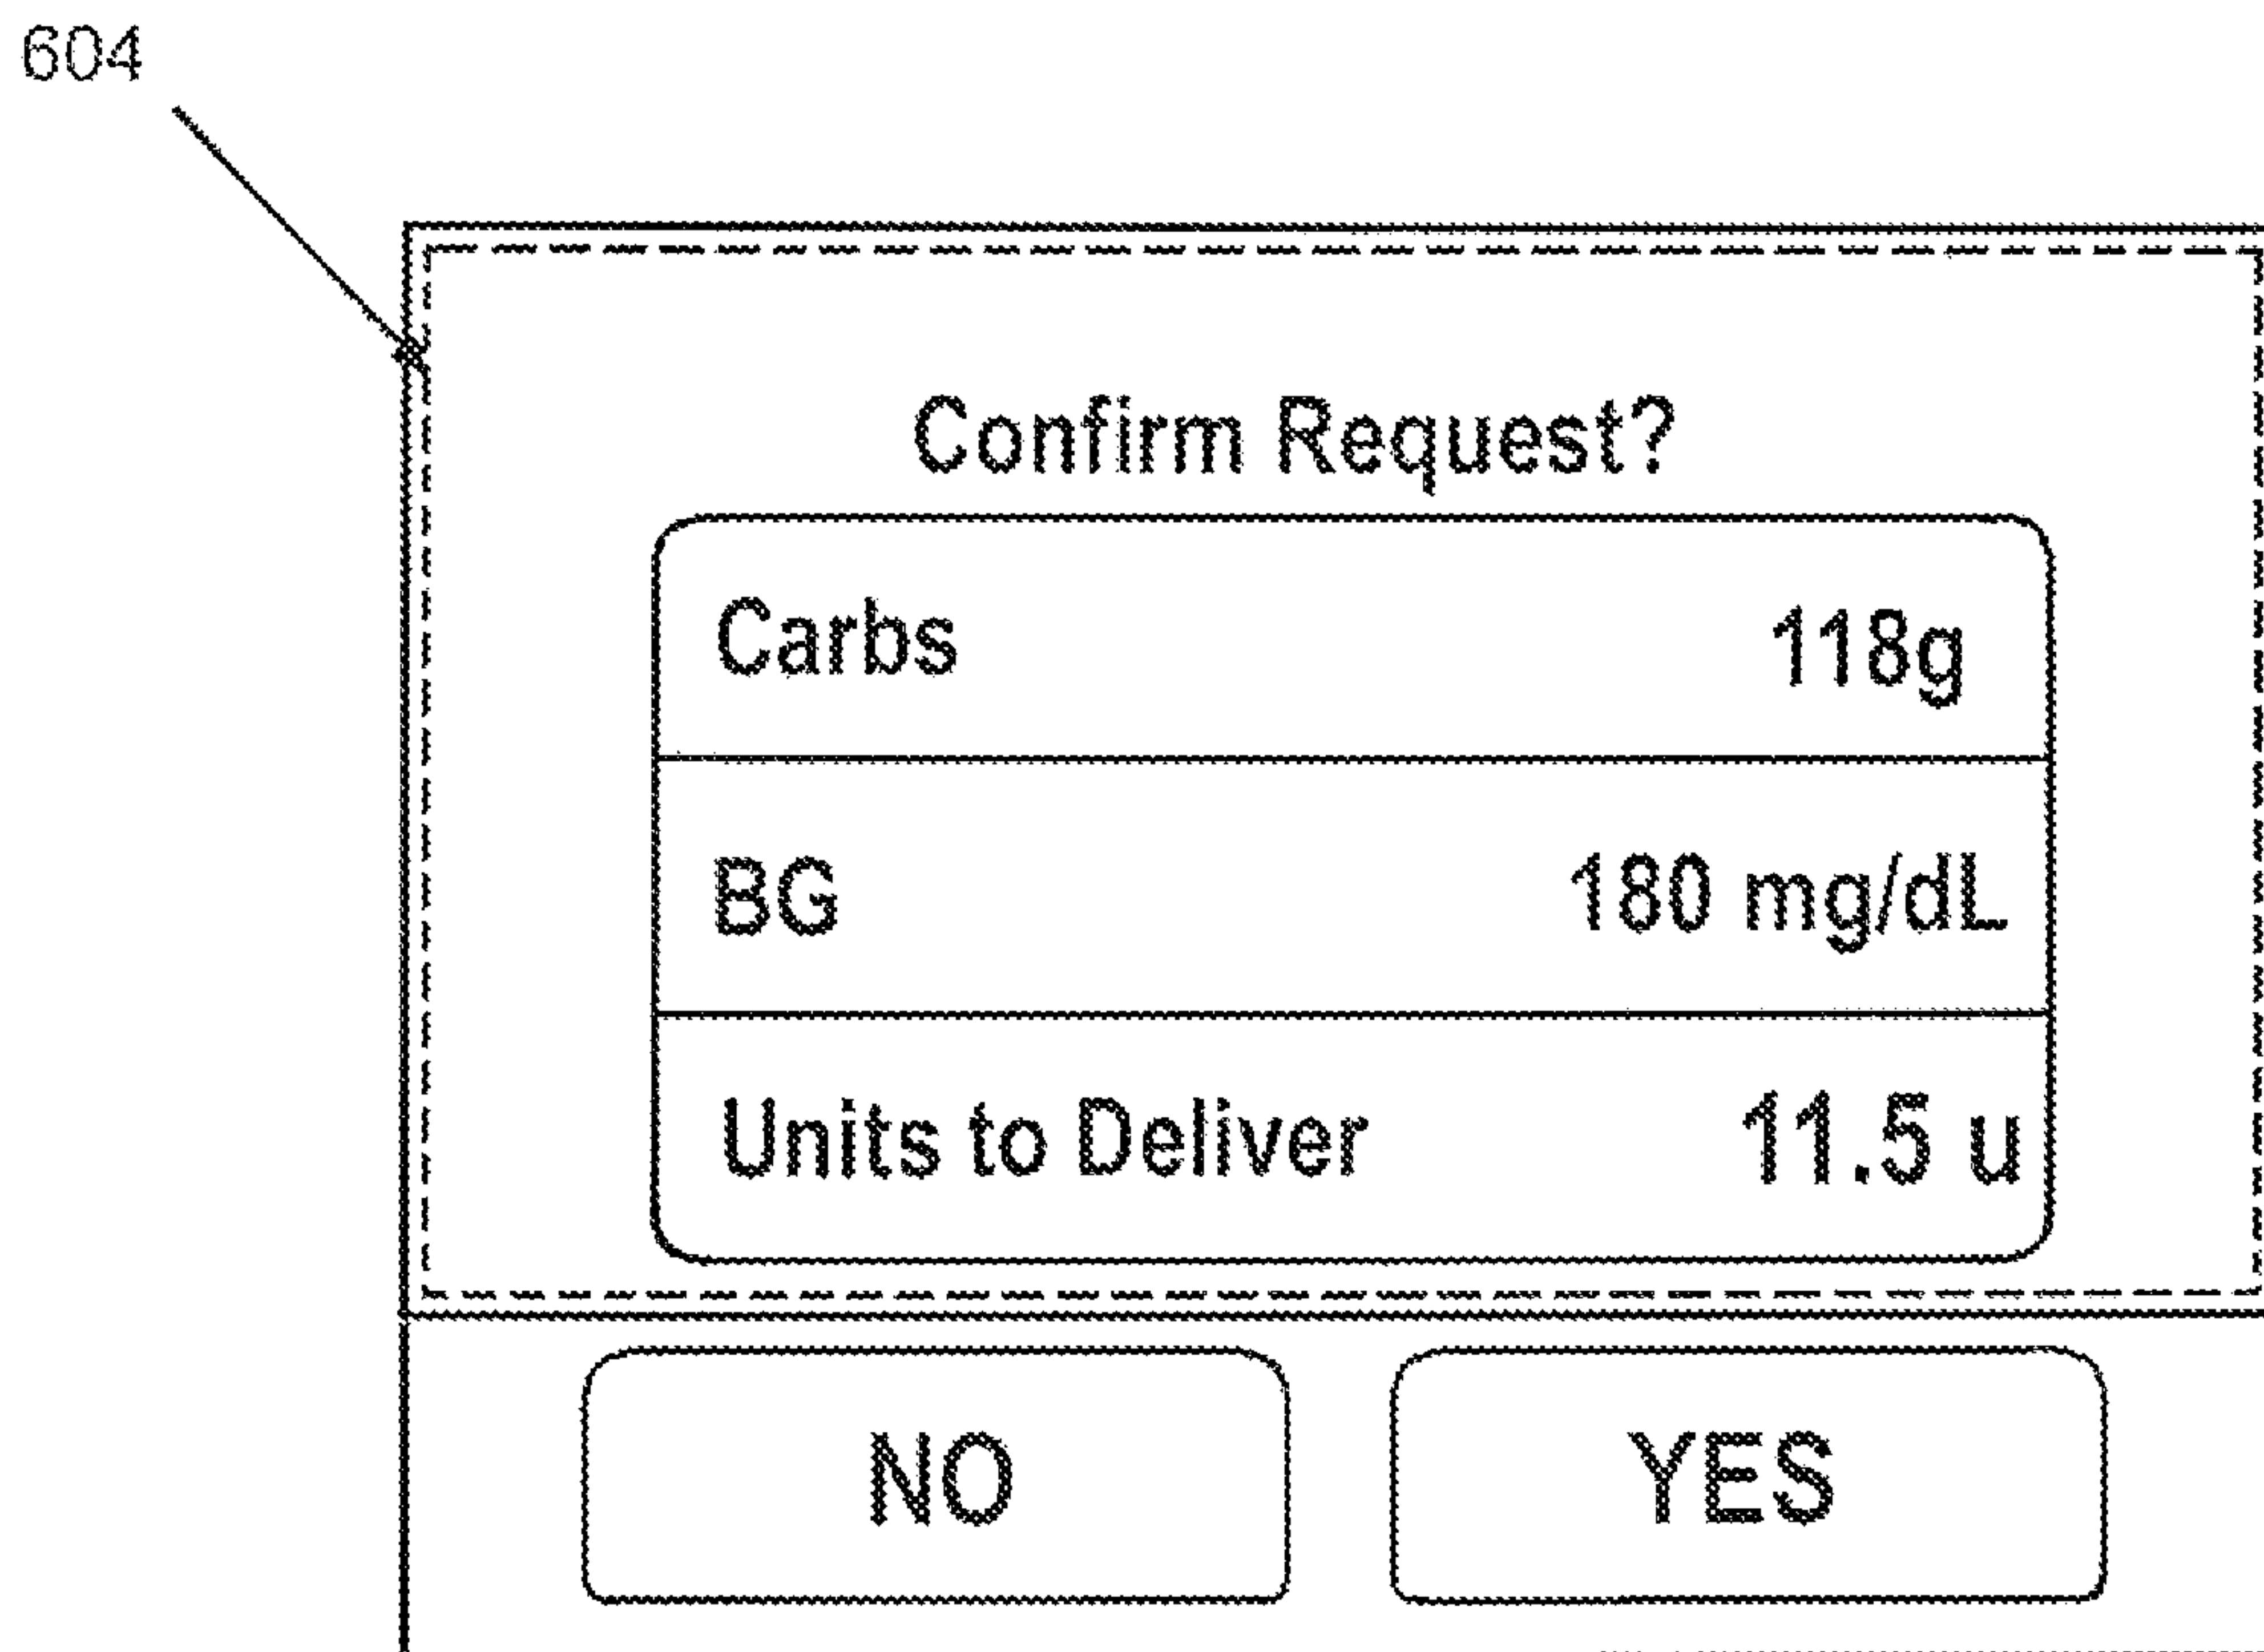 604
Confirm Request?
Carbs 118g
BG 180 mg/dL
Units to Deliver 11.5 u
NO YES